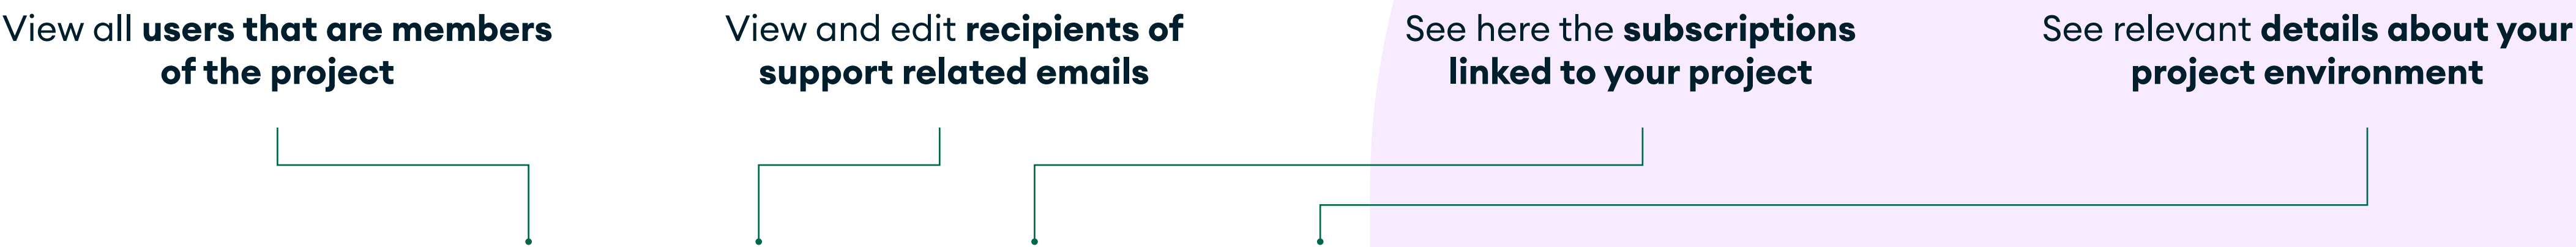 View all users that are members
of the project
View and edit recipients of
support related emails
See here the subscriptions
linked to your project
See relevant details about your
project environment